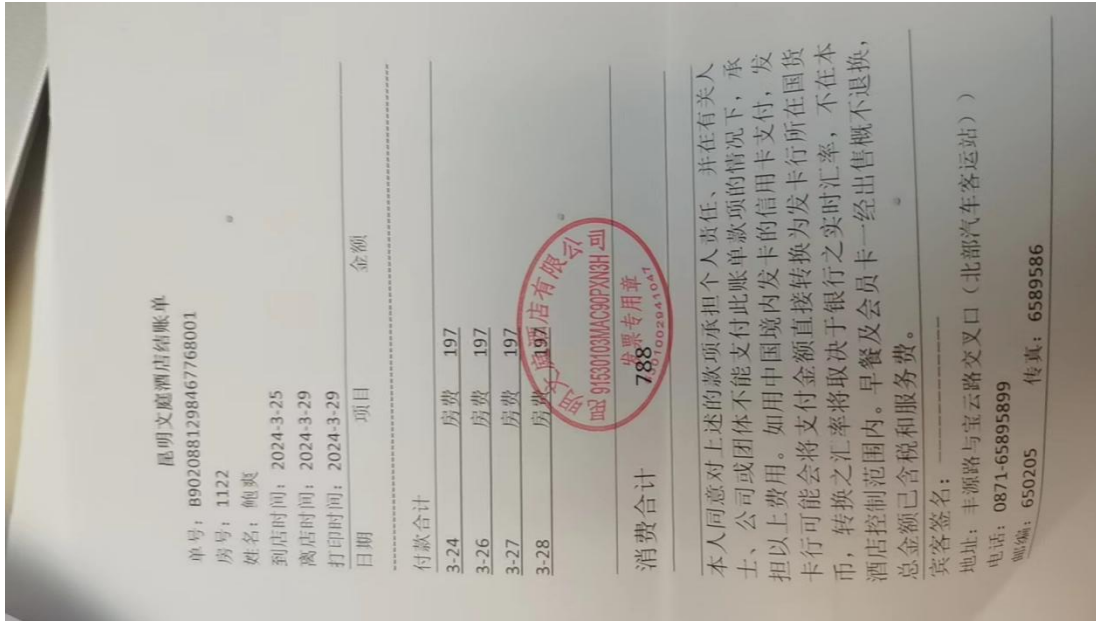 昆明文庭酒店结账单
单号：B902088129846776​8001
房号：1122
姓名：鲍爽
到店时间：2024-3-25
离店时间：2024-3-29
打印时间：2024-3-29
日期 项目 金额
付款合计
3-24 房费 197
3-26 房费 197
3-27 房费 197
3-28 房费 197
酒店有限公司
91530103MAC90PXN3H
发票专用章
消费合计 788
本人同意对上述的款项承担个人责任、并在有关人
士、公司或团体不能支付此账单款项的情况下，承
担以上费用。如用中国境内发卡的信用卡支付，发
卡行可能会将支付金额直接转换为发卡行所在国货
币，转换之汇率将取决于银行之实时汇率，不在本
酒店控制范围内。早餐及会员卡一经出售概不退换，
总金额已含税和服务费。
宾客签名：------------
地址：丰源路与宝云路交叉口（北部汽车客运站））
电话：0871-65895899
邮编：650205 传真：6589586